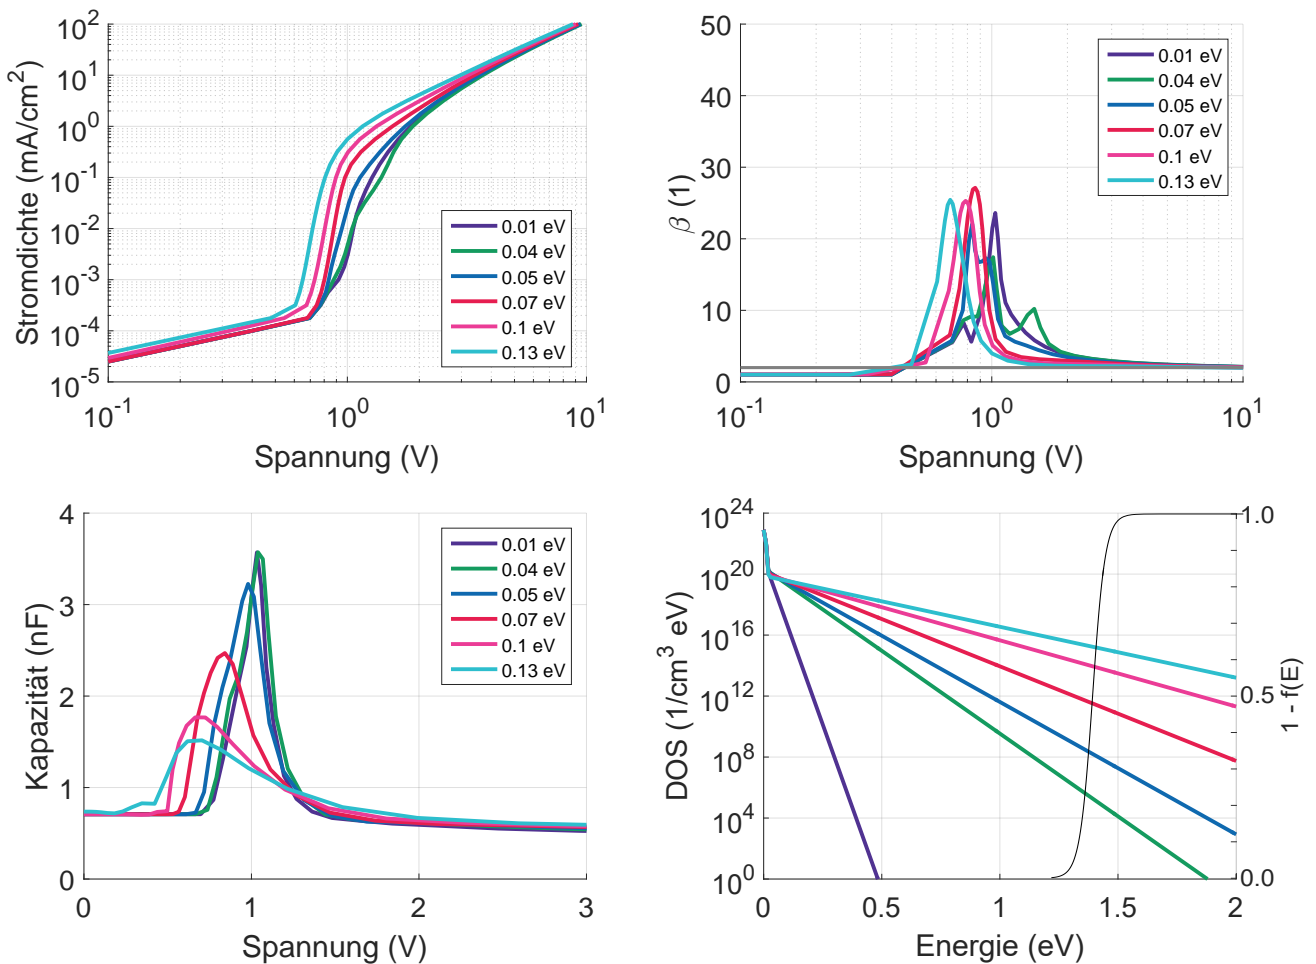 10^2
10^1
10^0
10^-1
10^-2
10^-3
10^-4
10^-5
Stromdichte (mA/cm^2)
0.01 eV
0.04 eV
0.05 eV
0.07 eV
0.1 eV
0.13 eV
10^-1
10^0
10^1
Spannung (V)
50
40
30
20
10
0
β (1)
0.01 eV
0.04 eV
0.05 eV
0.07 eV
0.1 eV
0.13 eV
10^-1
10^0
10^1
Spannung (V)
4
3
2
1
0
Kapazität (nF)
0.01 eV
0.04 eV
0.05 eV
0.07 eV
0.1 eV
0.13 eV
0
1
2
3
Spannung (V)
10^24
10^20
10^16
10^12
10^8
10^4
10^0
DOS (1/cm^3 eV)
1.0
0.5
0.0
1 - f(E)
0
0.5
1
1.5
2
Energie (eV)